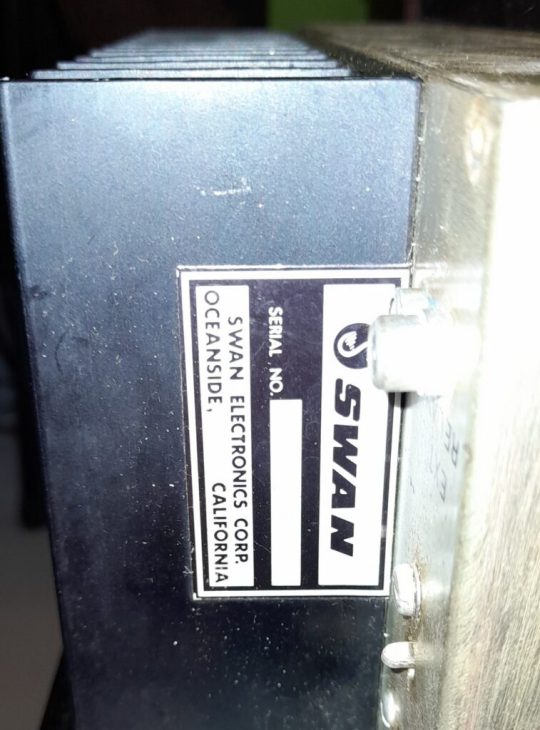 SWAN
SERIAL NO.
SWAN ELECTRONICS CORP.
OCEANSIDE, CALIFORNIA